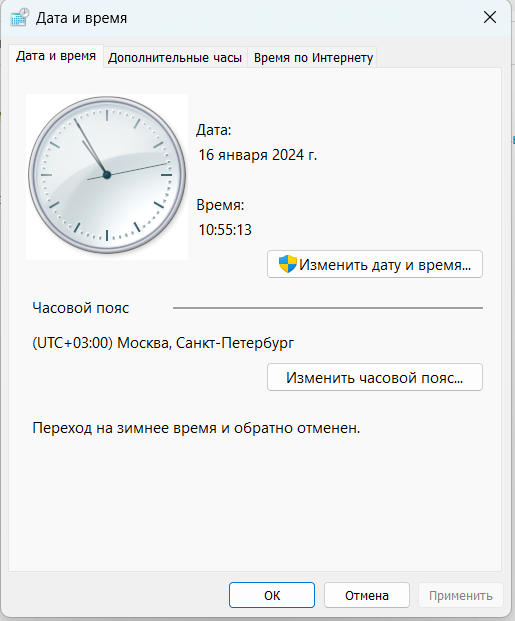 Дата и время
Дата и время
Дополнительные часы
Время по Интернету
Дата:
16 января 2024 г.
Время:
10:55:13
Изменить дату и время...
Часовой пояс
(UTC+03:00) Москва, Санкт-Петербург
Изменить часовой пояс...
Переход на зимнее время и обратно отменен.
ОК
Отмена
Применить